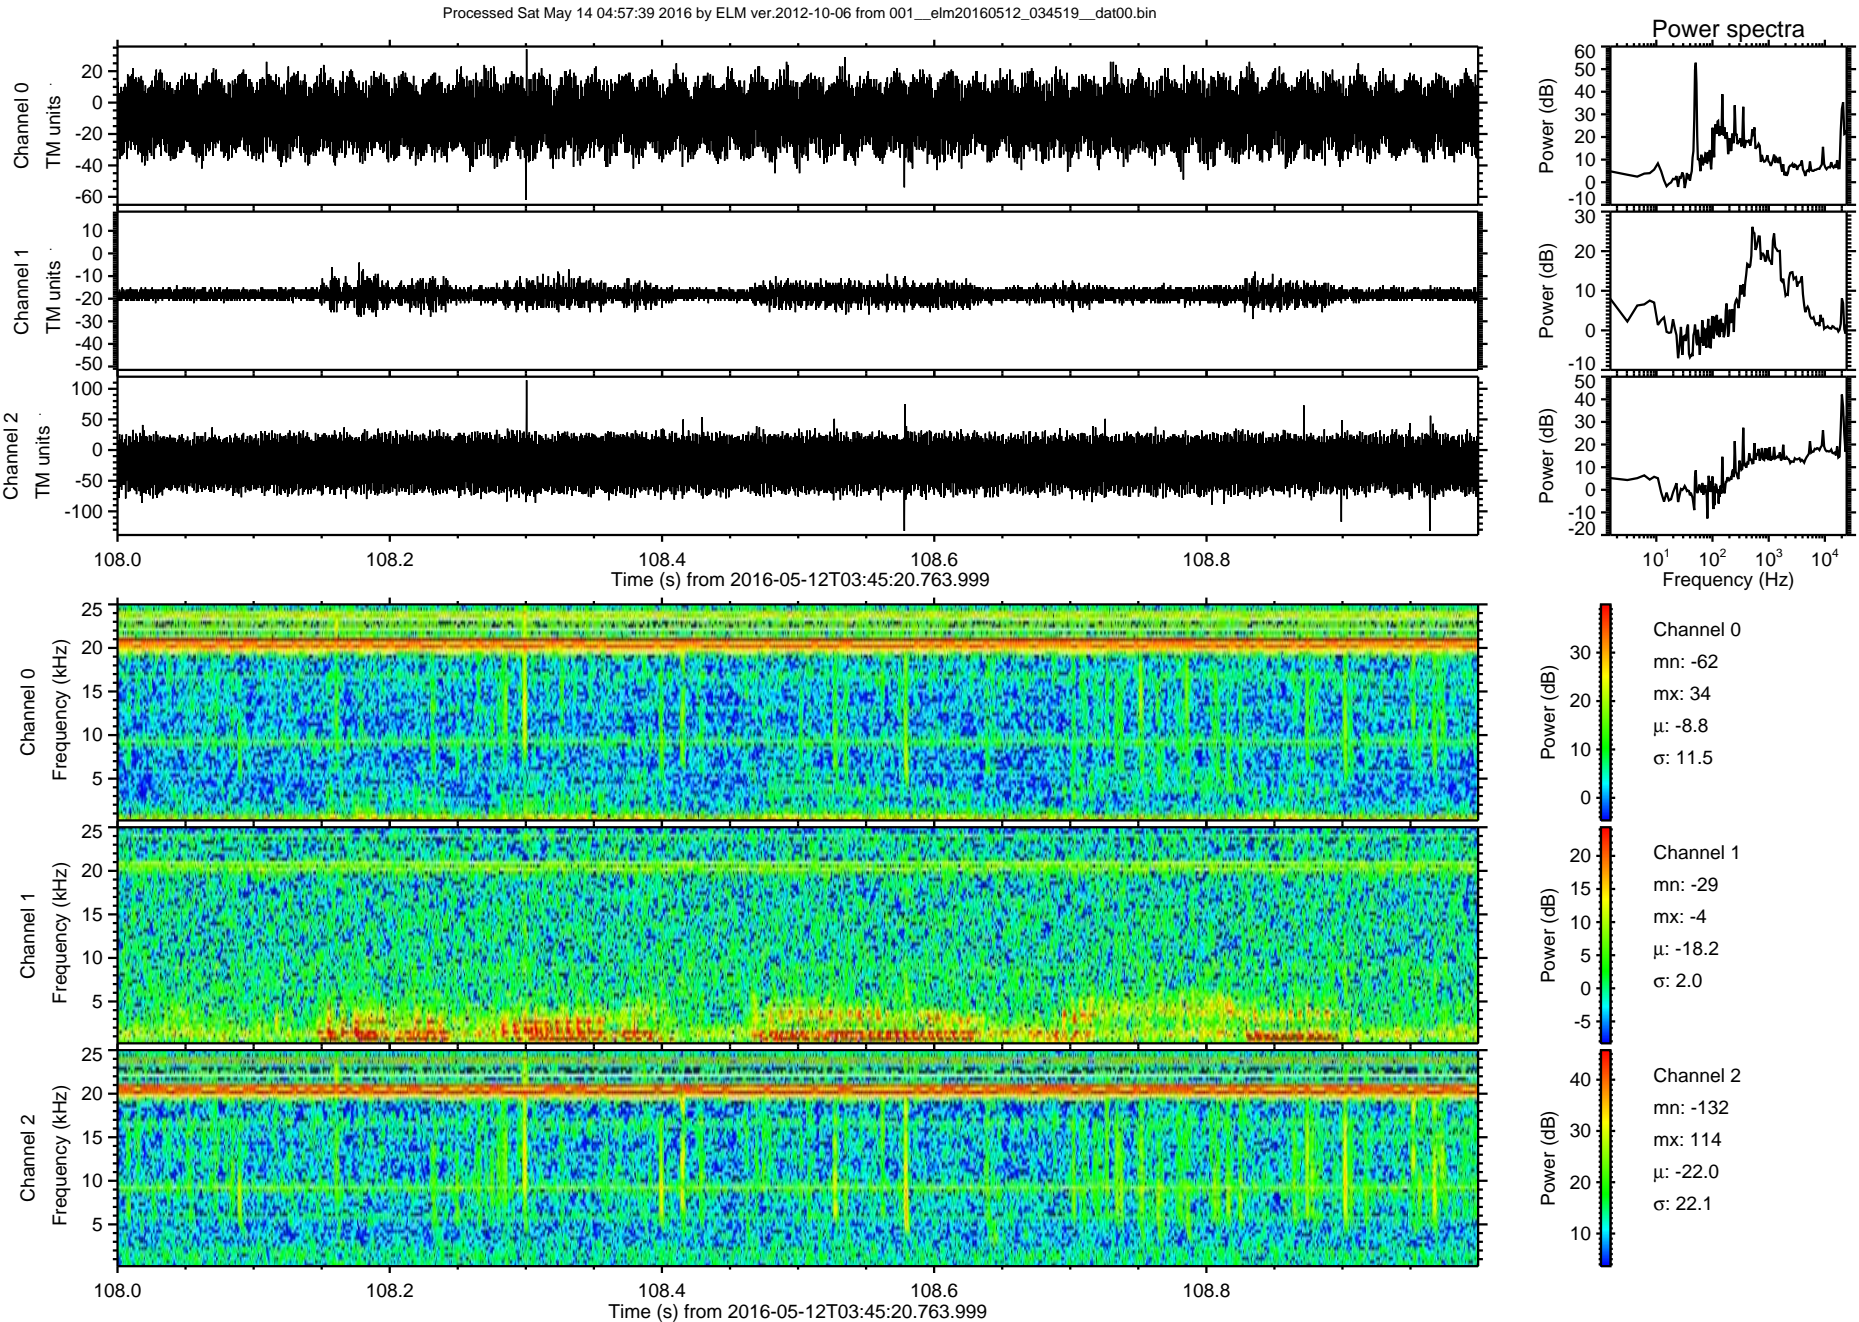 Processed Sat May 14 04:57:39 2016 by ELM ver.2012-10-06 from 001__elm20160512_034519__dat00.bin
Power spectra
Channel 0
TM units
20
0
-20
-40
-60
Power (dB)
60
50
40
30
20
10
0
-10
Channel 1
TM units
10
0
-10
-20
-30
-40
-50
Power (dB)
30
20
10
0
-10
Channel 2
TM units
100
50
0
-50
-100
Power (dB)
50
40
30
20
10
0
-10
-20
108.0 108.2 108.4 108.6 108.8
Time (s) from 2016-05-12T03:45:20.763.999
10^1 10^2 10^3 10^4
Frequency (Hz)
Channel 0
Frequency (kHz)
25
20
15
10
5
Power (dB)
30
20
10
0
Channel 0
mn: -62
mx: 34
μ: -8.8
σ: 11.5
Channel 1
Frequency (kHz)
25
20
15
10
5
Power (dB)
20
15
10
5
0
-5
Channel 1
mn: -29
mx: -4
μ: -18.2
σ: 2.0
Channel 2
Frequency (kHz)
25
20
15
10
5
Power (dB)
40
30
20
10
Channel 2
mn: -132
mx: 114
μ: -22.0
σ: 22.1
108.0 108.2 108.4 108.6 108.8
Time (s) from 2016-05-12T03:45:20.763.999